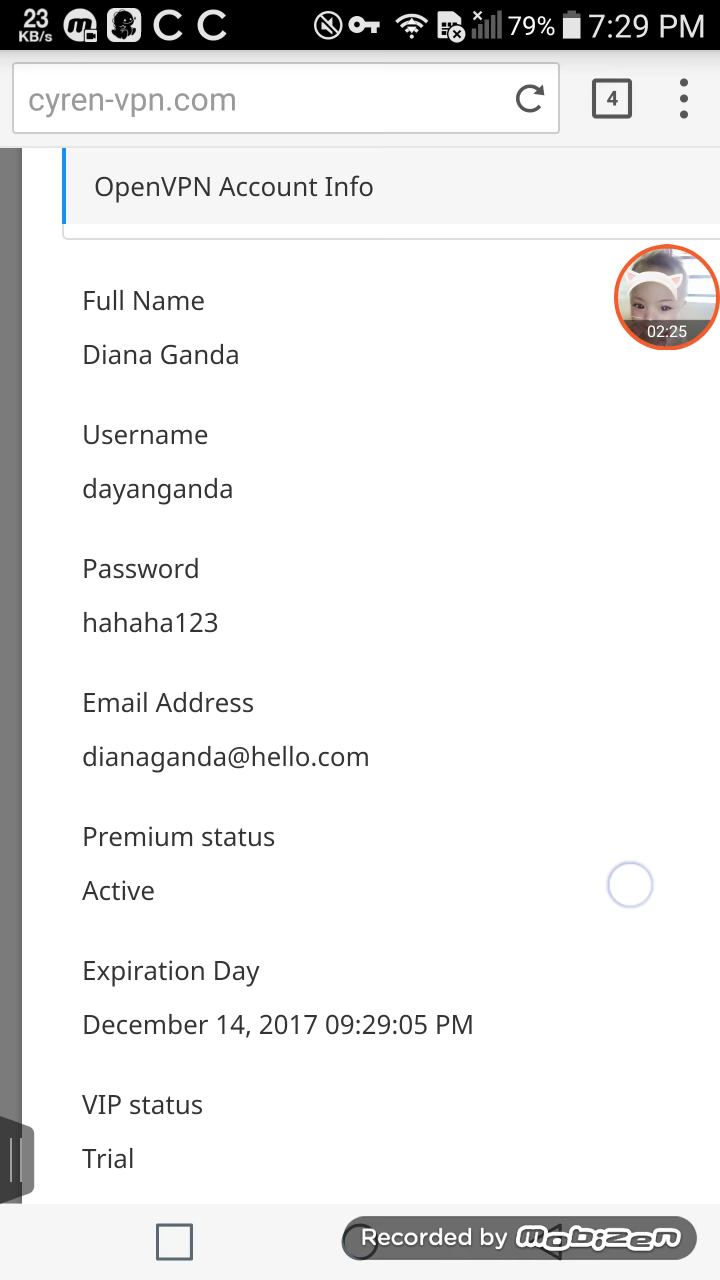 23
KB/s
79%
7:29 PM
cyren-vpn.com
4
OpenVPN Account Info
02:25
Full Name
Diana Ganda
Username
dayanganda
Password
hahaha123
Email Address
dianaganda@hello.com
Premium status
Active
Expiration Day
December 14, 2017 09:29:05 PM
VIP status
Trial
Recorded by Mobizen